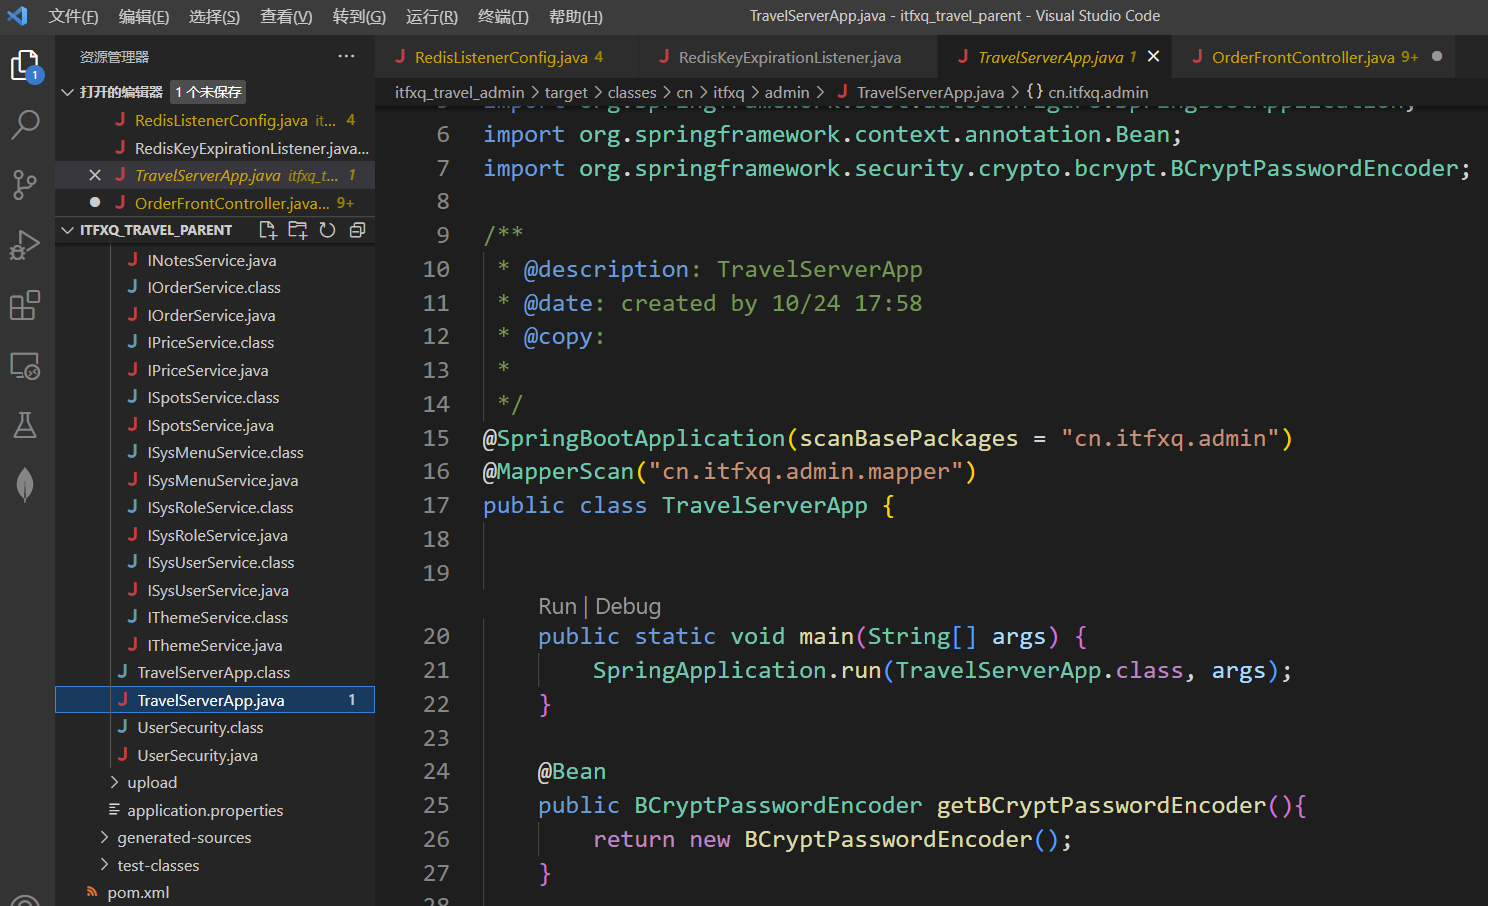 文件(F) 编辑(E) 选择(S) 查看(V) 转到(G) 运行(R) 终端(T) 帮助(H) TravelServerApp.java - itfxq_travel_parent - Visual Studio Code
资源管理器 ···
打开的编辑器 1 个未保存
RedisListenerConfig.java it... 4
RedisKeyExpirationListener.java...
TravelServerApp.java itfxq_t... 1
OrderFrontController.java... 9+
ITFXQ_TRAVEL_PARENT
INotesService.java
IOrderService.class
IOrderService.java
IPriceService.class
IPriceService.java
ISpotsService.class
ISpotsService.java
ISysMenuService.class
ISysMenuService.java
ISysRoleService.class
ISysRoleService.java
ISysUserService.class
ISysUserService.java
IThemeService.class
IThemeService.java
TravelServerApp.class
TravelServerApp.java 1
UserSecurity.class
UserSecurity.java
upload
application.properties
generated-sources
test-classes
pom.xml
1
RedisListenerConfig.java 4 RedisKeyExpirationListener.java TravelServerApp.java 1 OrderFrontController.java 9+
itfxq_travel_admin > target > classes > cn > itfxq > admin > TravelServerApp.java > {} cn.itfxq.admin
5 import org.springframework.boot.autoconfigure.SpringBootApplication;
6 import org.springframework.context.annotation.Bean;
7 import org.springframework.security.crypto.bcrypt.BCryptPasswordEncoder;
8
9 /**
10 * @description: TravelServerApp
11 * @date: created by 10/24 17:58
12 * @copy:
13 *
14 */
15 @SpringBootApplication(scanBasePackages = "cn.itfxq.admin")
16 @MapperScan("cn.itfxq.admin.mapper")
17 public class TravelServerApp {
18
19
Run | Debug
20 public static void main(String[] args) {
21 SpringApplication.run(TravelServerApp.class, args);
22 }
23
24 @Bean
25 public BCryptPasswordEncoder getBCryptPasswordEncoder(){
26 return new BCryptPasswordEncoder();
27 }
28